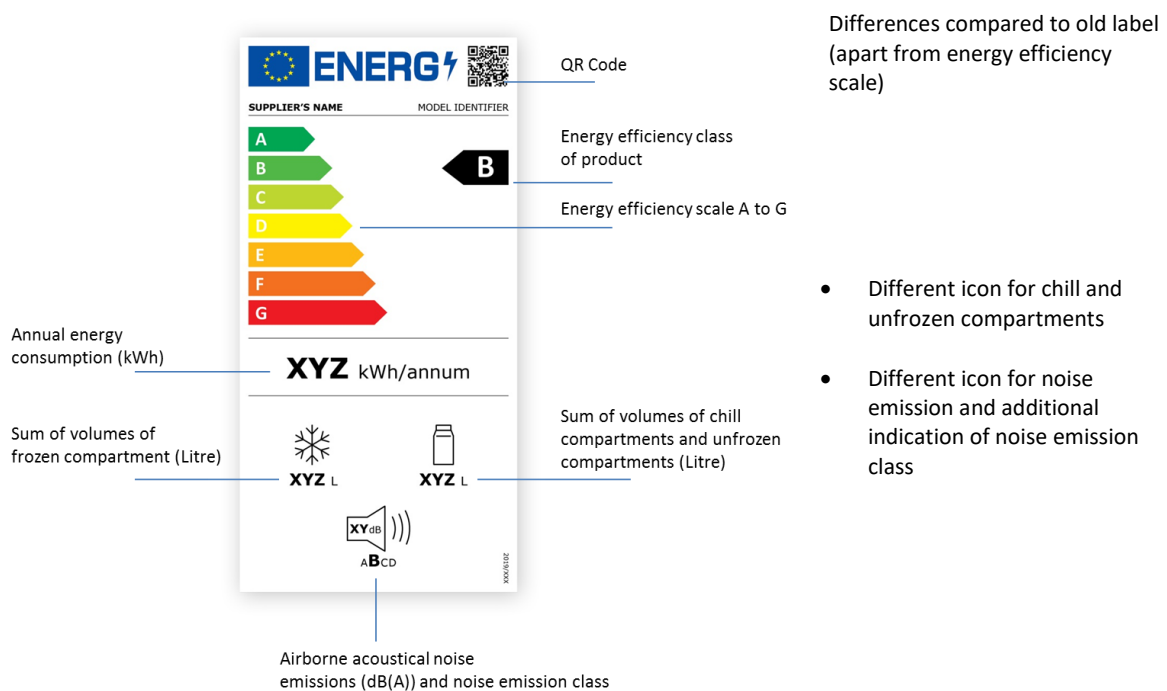 Differences compared to old label
(apart from energy efficiency
scale)
ENERG
QR Code
SUPPLIER'S NAME
MODEL IDENTIFIER
A
B
C
D
E
F
G
B
Energy efficiency class
of product
Energy efficiency scale A to G
• Different icon for chill and
unfrozen compartments
• Different icon for noise
emission and additional
indication of noise emission
class
Annual energy
consumption (kWh)
XYZ kWh/annum
Sum of volumes of
frozen compartment (Litre)
XYZ L
XYZ L
Sum of volumes of chill
compartments and unfrozen
compartments (Litre)
XY dB
ABCD
2019/XXX
Airborne acoustical noise
emissions (dB(A)) and noise emission class